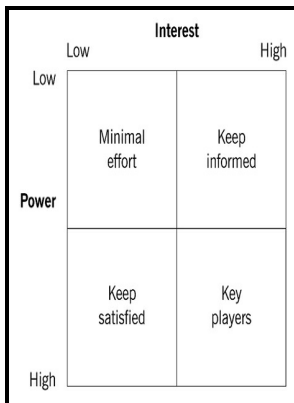 Interest
Low High
Low
Minimal Keep
effort informed
Power
Keep Key
satisfied players
High